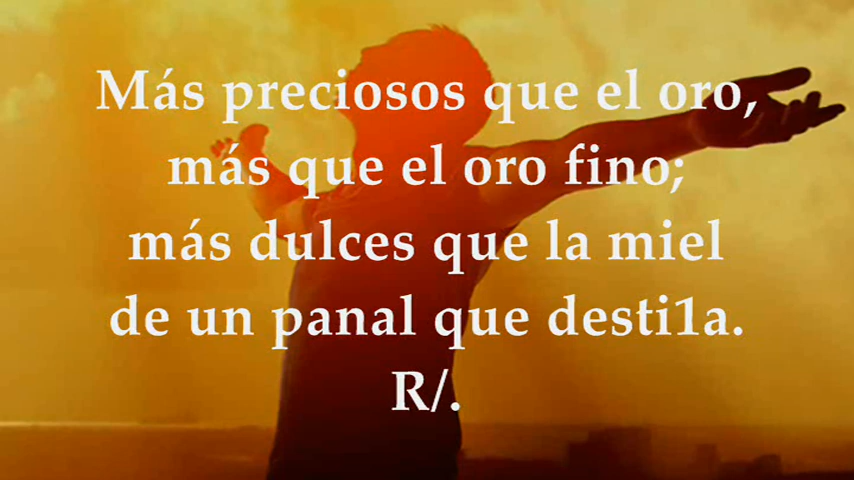 Más preciosos que el oro,
más que el oro fino;
más dulces que la miel
de un panal que desti1a.
R/.